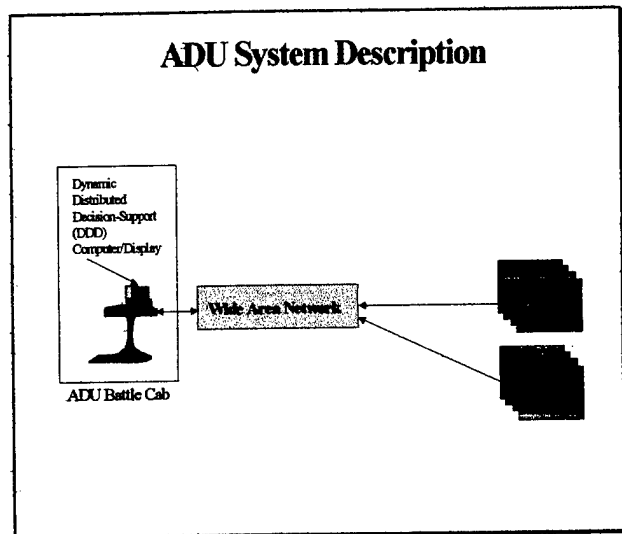 ADU System Description
Dynamic
Distributed
Decision-Support
(DDD)
Computer/Display
Wide Area Network
ADU Battle Cab